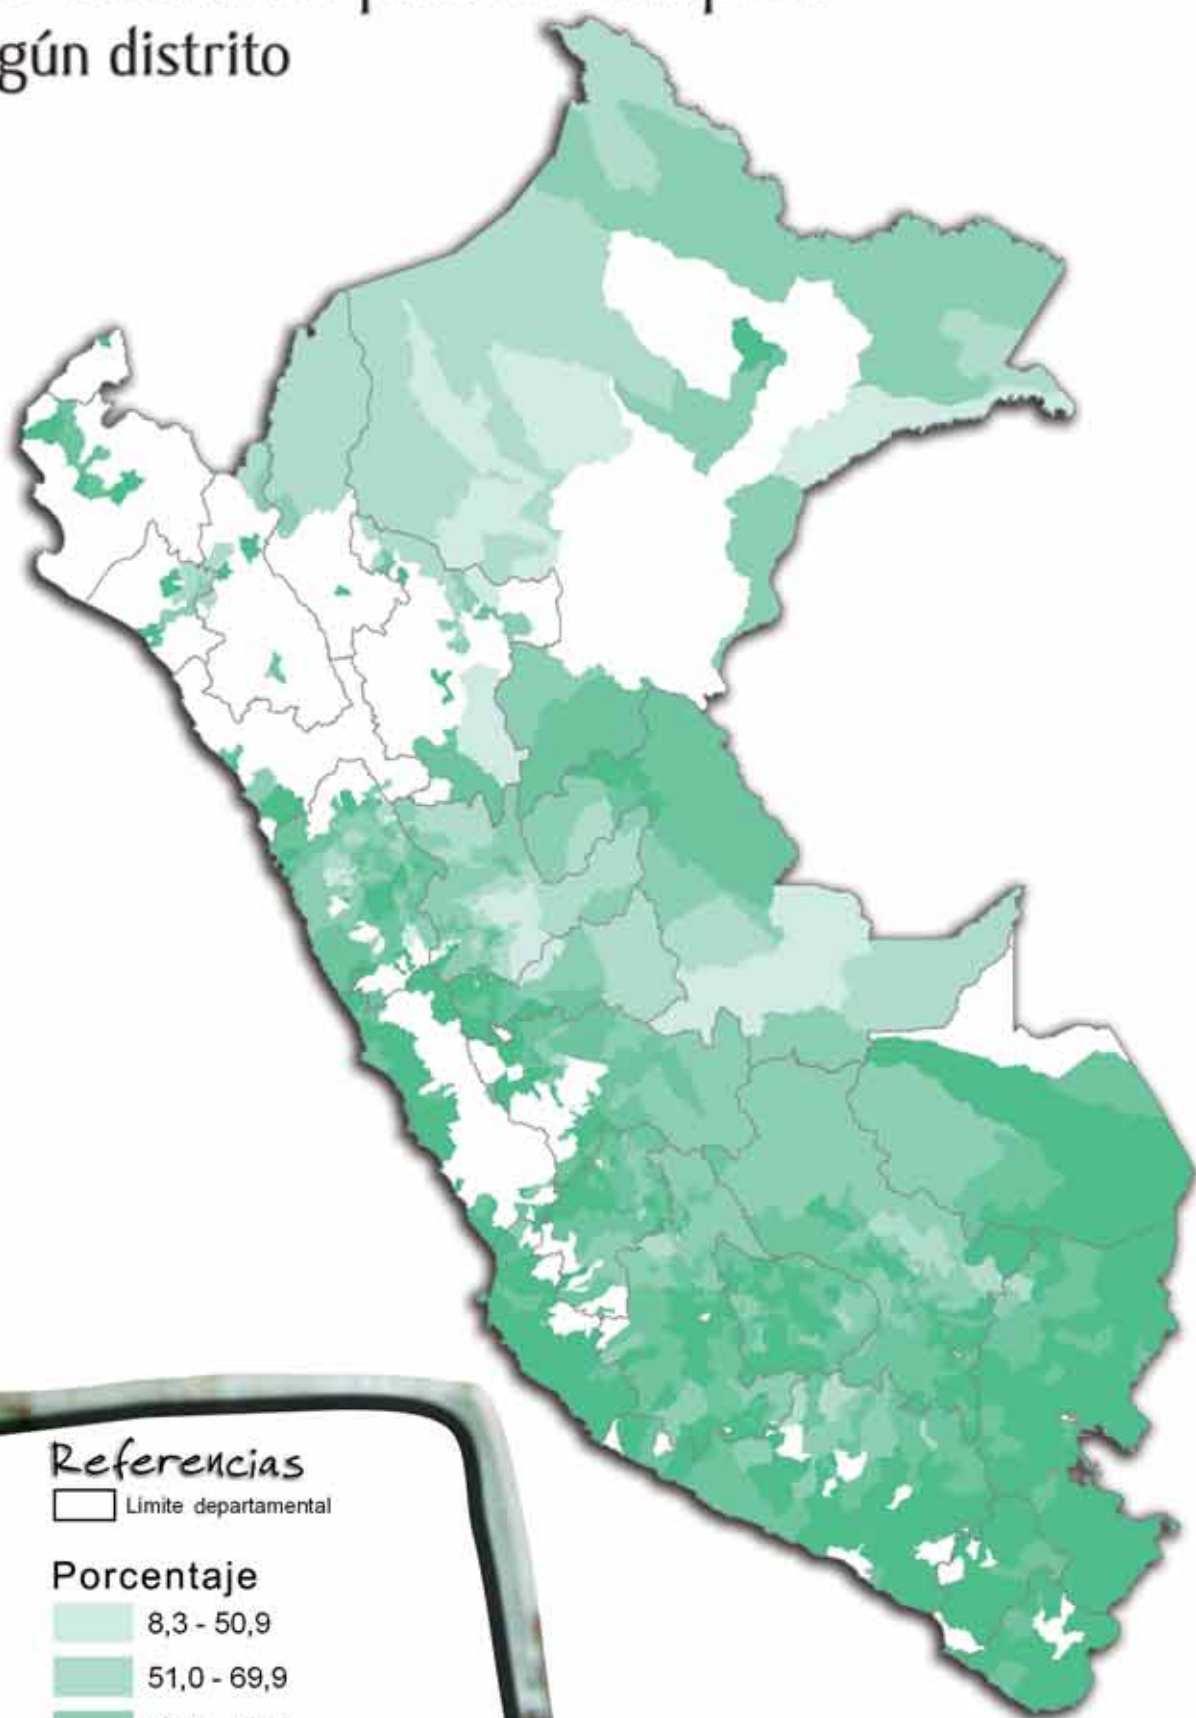 gún distrito
Referencias
Límite departamental
Porcentaje
8,3 - 50,9
51,0 - 69,9